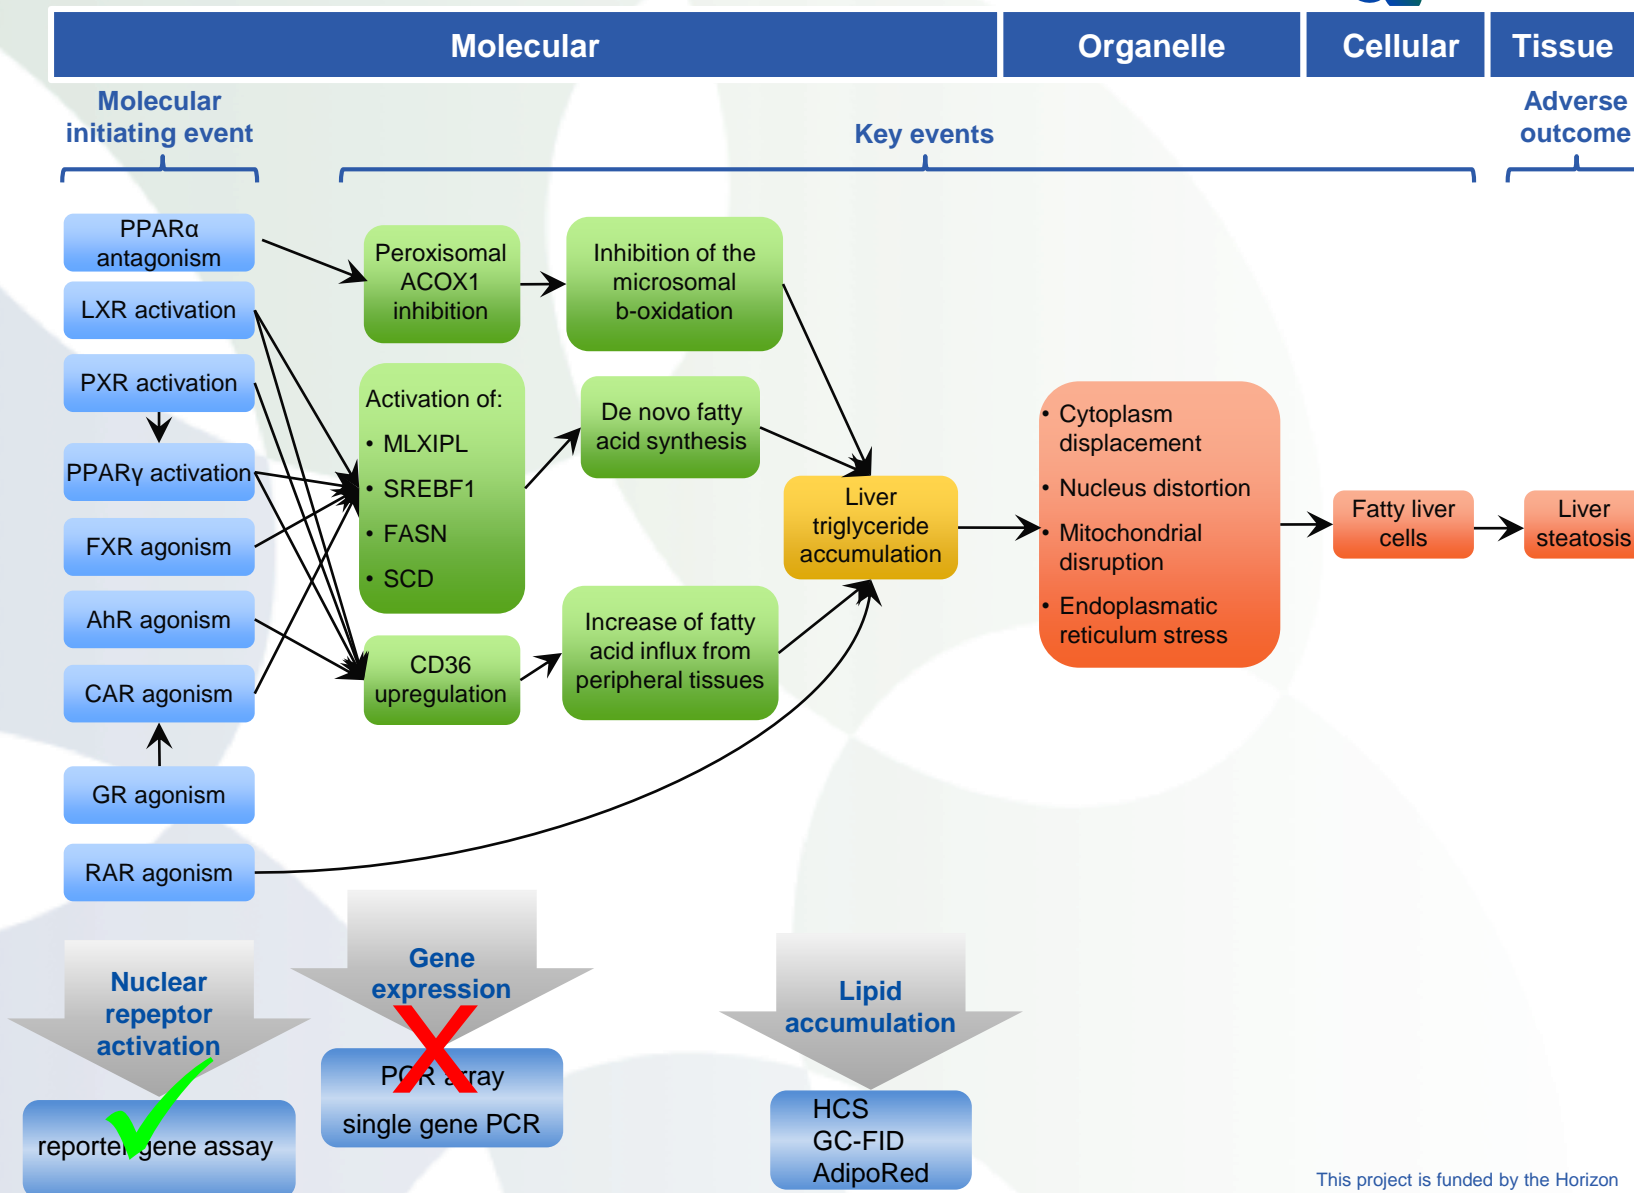 Molecular
Organelle
Cellular
Tissue
Molecular
initiating event
Key events
Adverse
outcome
PPARα
antagonism
LXR activation
PXR activation
PPARγ activation
FXR agonism
AhR agonism
CAR agonism
GR agonism
RAR agonism
Peroxisomal
ACOX1
inhibition
Inhibition of the
microsomal
b-oxidation
Activation of:
• MLXIPL
• SREBF1
• FASN
• SCD
De novo fatty
acid synthesis
CD36
upregulation
Increase of fatty
acid influx from
peripheral tissues
Liver
triglyceride
accumulation
• Cytoplasm
displacement
• Nucleus distortion
• Mitochondrial
disruption
• Endoplasmatic
reticulum stress
Fatty liver
cells
Liver
steatosis
Nuclear
repeptor
activation
reporter gene assay
Gene
expression
PCR array
single gene PCR
Lipid
accumulation
HCS
GC-FID
AdipoRed
This project is funded by the Horizon